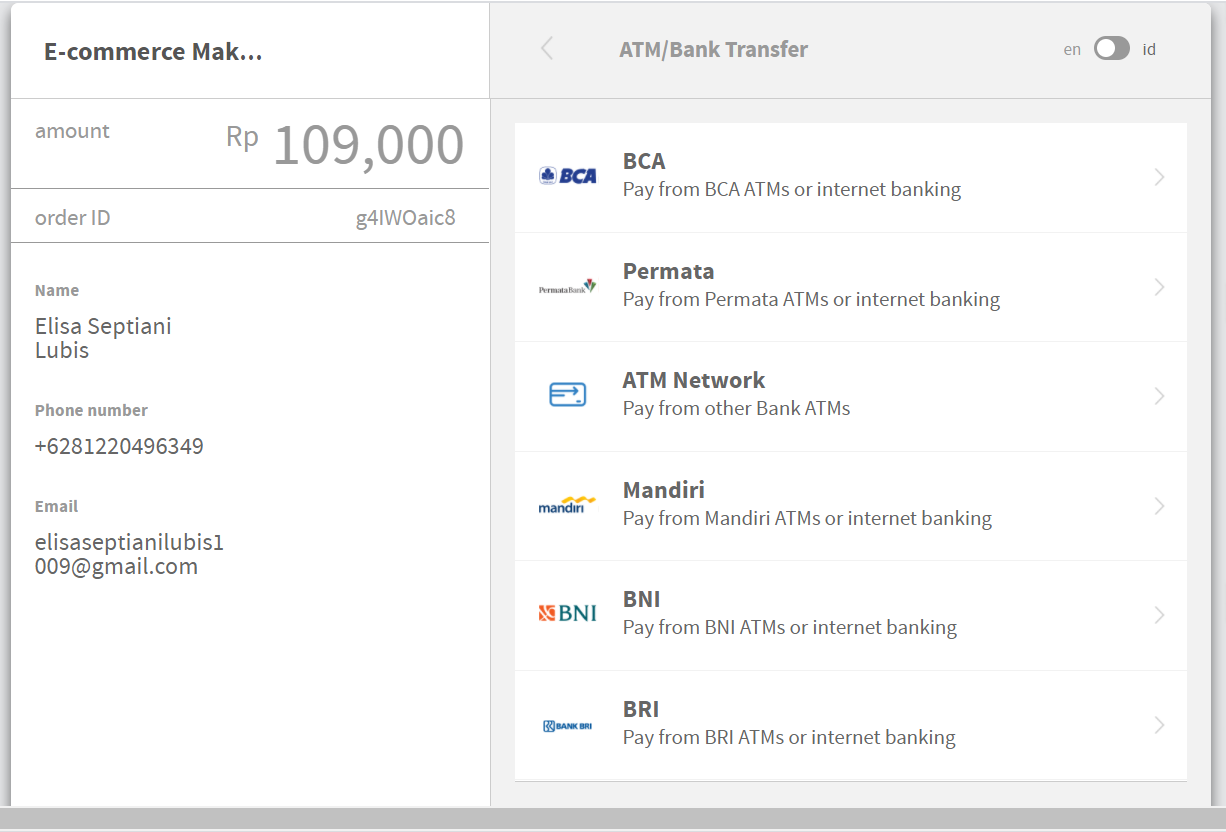 E-commerce Mak...
amount
Rp 109,000
order ID
g4IWOaic8
Name
Elisa Septiani
Lubis
Phone number
+6281220496349
Email
elisaseptianilubis1
009@gmail.com
ATM/Bank Transfer
en
id
BCA
BCA
Pay from BCA ATMs or internet banking
PermataBank
Permata
Pay from Permata ATMs or internet banking
ATM Network
Pay from other Bank ATMs
mandiri
Mandiri
Pay from Mandiri ATMs or internet banking
BNI
BNI
Pay from BNI ATMs or internet banking
BANK BRI
BRI
Pay from BRI ATMs or internet banking